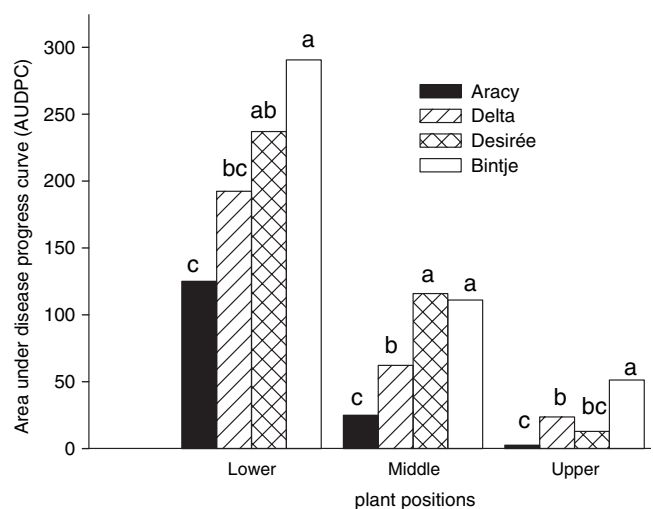 Area under disease progress curve (AUDPC)
300
250
200
150
100
50
0
Aracy
Delta
Desirée
Bintje
c
bc
ab
a
c
b
a
a
c
b
bc
a
Lower
Middle
Upper
plant positions